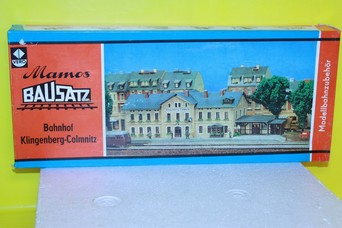 Mamos
BAUSATZ
Bahnhof
Klingenberg-Colmnitz
Modellbahnzubehör